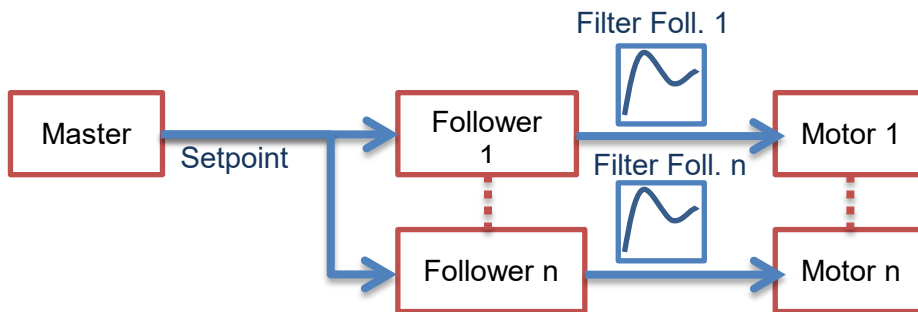 Filter Foll. 1
Master
Setpoint
Follower
1
Motor 1
Filter Foll. n
Follower n
Motor n